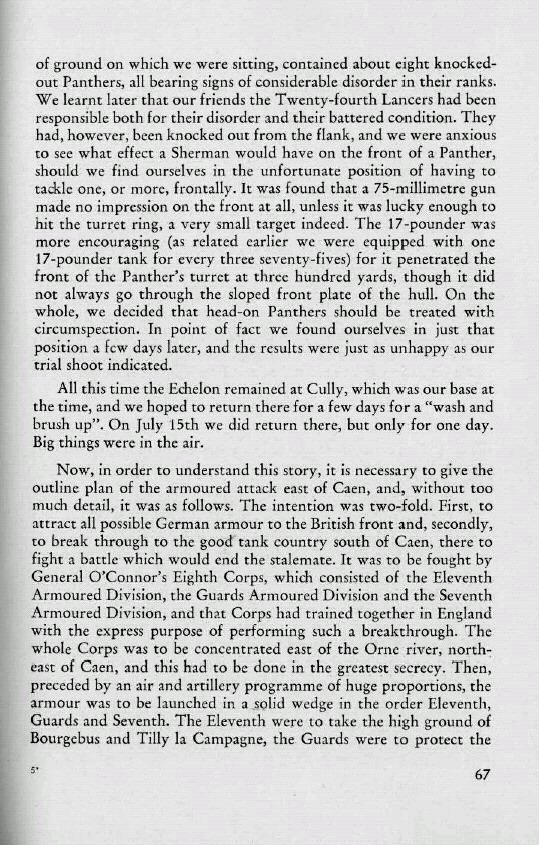 of ground on which we were sitting, contained about eight knocked-
out Panthers, all bearing signs of considerable disorder in their ranks.
We learnt later that our friends the Twenty-fourth Lancers had been
responsible both for their disorder and their battered condition. They
had, however, been knocked out from the flank, and we were anxious
to see what effect a Sherman would have on the front of a Panther,
should we find ourselves in the unfortunate position of having to
tackle one, or more, frontally. It was found that a 75-millimetre gun
made no impression on the front at all, unless it was lucky enough to
hit the turret ring, a very small target indeed. The 17-pounder was
more encouraging (as related earlier we were equipped with one
17-pounder tank for every three seventy-fives) for it penetrated the
front of the Panther's turret at three hundred yards, though it did
not always go through the sloped front plate of the hull. On the
whole, we decided that head-on Panthers should be treated with
circumspection. In point of fact we found ourselves in just that
position a few days later, and the results were just as unhappy as our
trial shoot indicated.
All this time the Echelon remained at Cully, which was our base at
the time, and we hoped to return there for a few days for a "wash and
brush up". On July 15th we did return there, but only for one day.
Big things were in the air.
Now, in order to understand this story, it is necessary to give the
outline plan of the armoured attack east of Caen, and, without too
much detail, it was as follows. The intention was two-fold. First, to
attract all possible German armour to the British front and, secondly,
to break through to the good tank country south of Caen, there to
fight a battle which would end the stalemate. It was to be fought by
General O'Connor's Eighth Corps, which consisted of the Eleventh
Armoured Division, the Guards Armoured Division and the Seventh
Armoured Division, and that Corps had trained together in England
with the express purpose of performing such a breakthrough. The
whole Corps was to be concentrated east of the Orne river, north-
east of Caen, and this had to be done in the greatest secrecy. Then,
preceded by an air and artillery programme of huge proportions, the
armour was to be launched in a solid wedge in the order Eleventh,
Guards and Seventh. The Eleventh were to take the high ground of
Bourgebus and Tilly la Campagne, the Guards were to protect the
5*
67